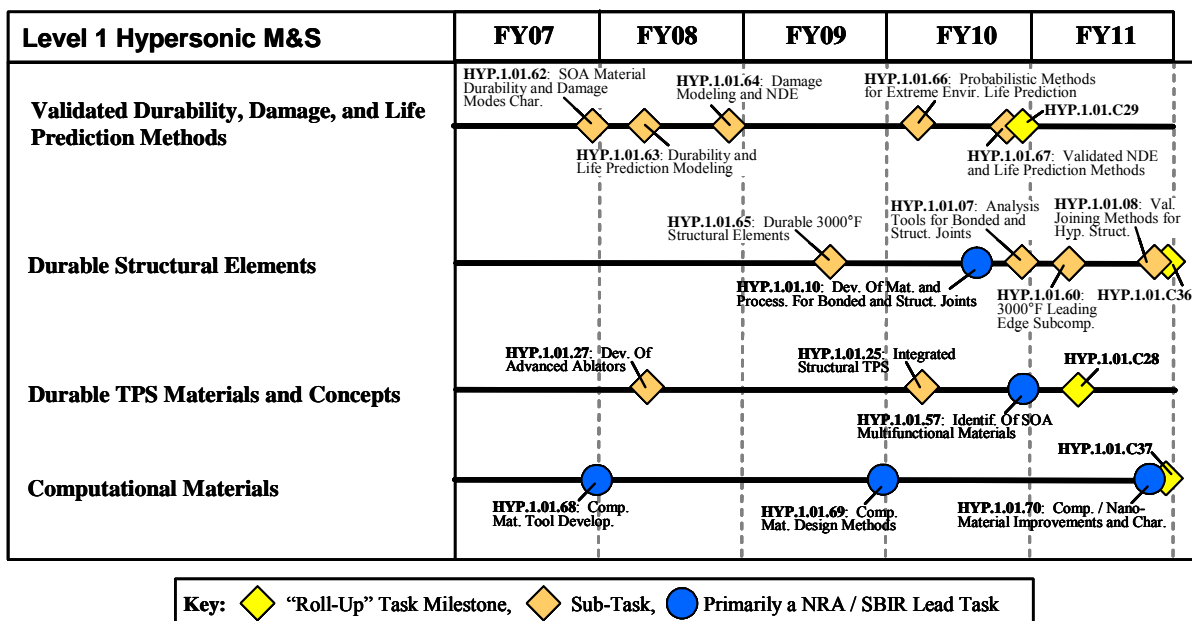 Level 1 Hypersonic M&S
FY07
FY08
FY09
FY10
FY11
Validated Durability, Damage, and Life
Prediction Methods
HYP.1.01.62: SOA Material
Durability and Damage
Modes Char.
HYP.1.01.63: Durability and
Life Prediction Modeling
HYP.1.01.64: Damage
Modeling and NDE
HYP.1.01.66: Probabilistic Methods
for Extreme Envir. Life Prediction
HYP.1.01.C29
HYP.1.01.67: Validated NDE
and Life Prediction Methods
Durable Structural Elements
HYP.1.01.65: Durable 3000°F
Structural Elements
HYP.1.01.10: Dev. Of Mat. and
Process. For Bonded and Struct. Joints
HYP.1.01.07: Analysis
Tools for Bonded and
Struct. Joints
HYP.1.01.60:
3000°F Leading
Edge Subcomp.
HYP.1.01.08: Val.
Joining Methods for
Hyp. Struct.
HYP.1.01.C36
Durable TPS Materials and Concepts
HYP.1.01.27: Dev. Of
Advanced Ablators
HYP.1.01.25: Integrated
Structural TPS
HYP.1.01.57: Identif. Of SOA
Multifunctional Materials
HYP.1.01.C28
Computational Materials
HYP.1.01.68: Comp.
Mat. Tool Develop.
HYP.1.01.69: Comp.
Mat. Design Methods
HYP.1.01.C37
HYP.1.01.70: Comp. / Nano-
Material Improvements and Char.
Key: "Roll-Up" Task Milestone, Sub-Task, Primarily a NRA / SBIR Lead Task